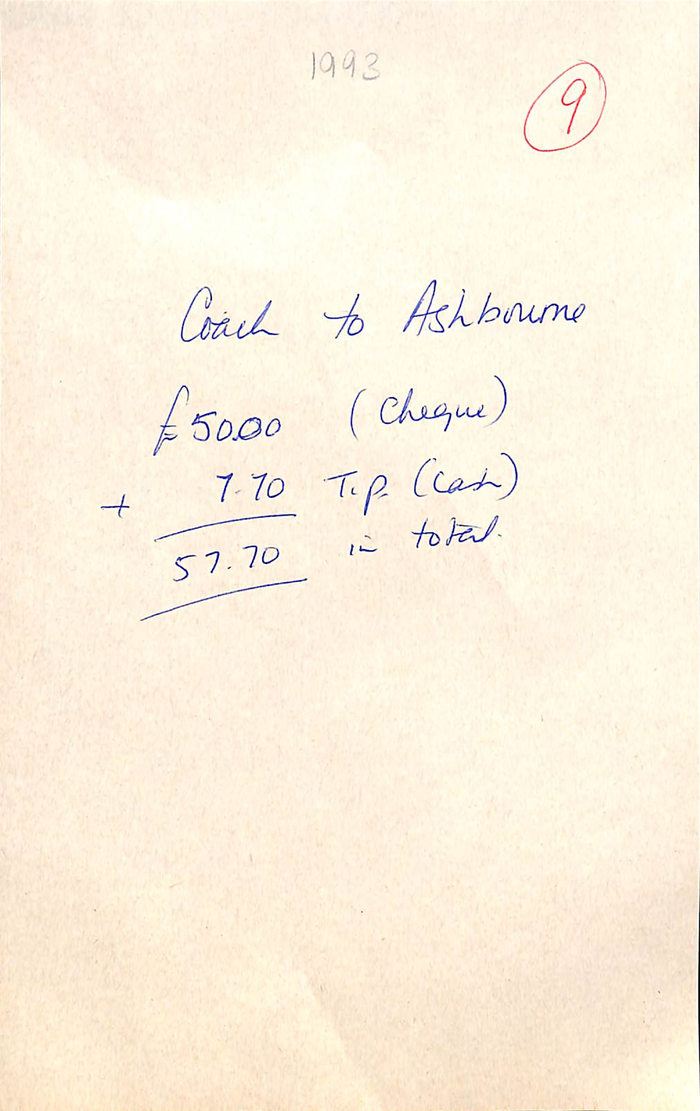 1993
9
Coach to Ashbourne
£50.00 (Cheque)
+ 7.70 Tip (Cash)
57.70 in total.